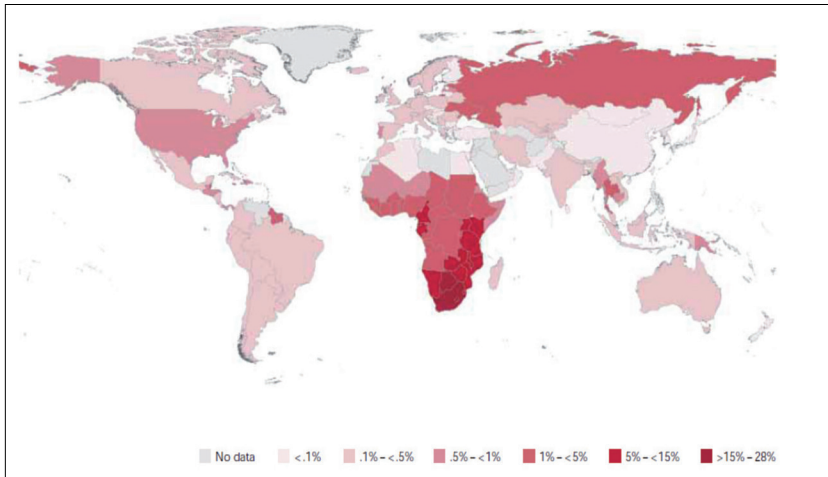 No data <.1% .1% – <.5% .5% – <1% 1% – <5% 5% – <15% >15% – 28%